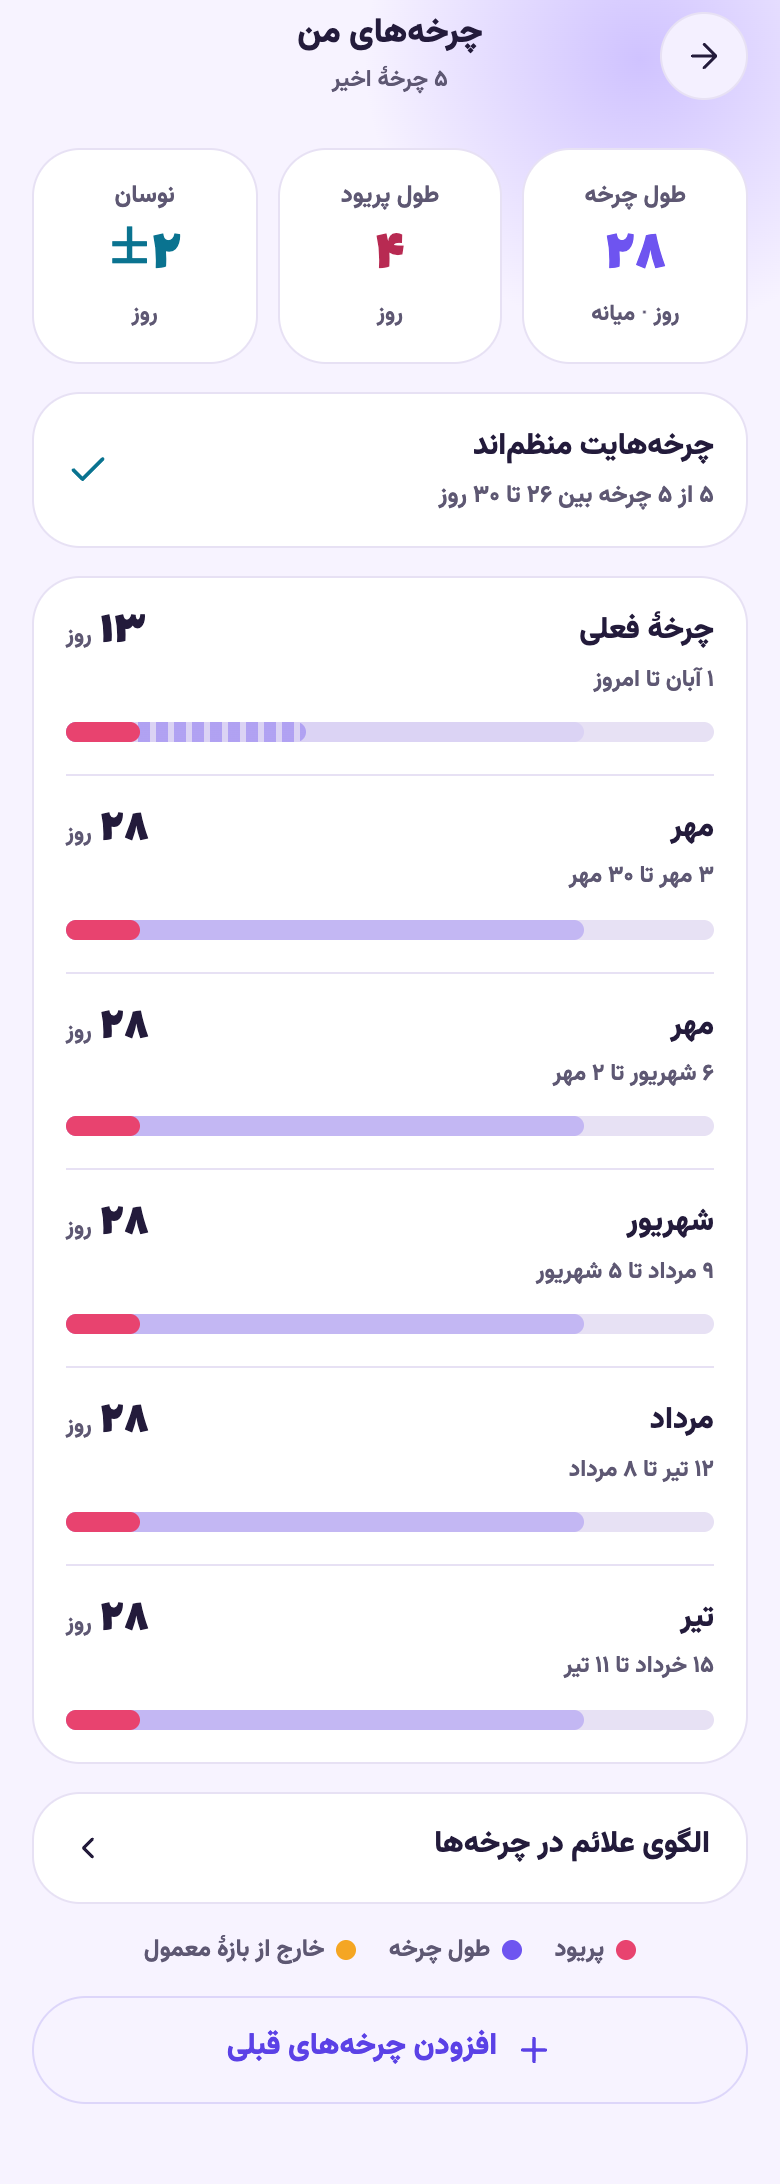 چرخه‌های من
۵ چرخهٔ اخیر
طول چرخه
۲۸
روز · میانه
طول پریود
۴
روز
نوسان
±۲
روز
چرخه‌هایت منظم‌اند
۵ از ۵ چرخه بین ۲۶ تا ۳۰ روز
چرخهٔ فعلی
۱۳ روز
۱ آبان تا امروز
مهر
۲۸ روز
۳ مهر تا ۳۰ مهر
مهر
۲۸ روز
۶ شهریور تا ۲ مهر
شهریور
۲۸ روز
۹ مرداد تا ۵ شهریور
مرداد
۲۸ روز
۱۲ تیر تا ۸ مرداد
تیر
۲۸ روز
۱۵ خرداد تا ۱۱ تیر
الگوی علائم در چرخه‌ها
پریود
طول چرخه
خارج از بازهٔ معمول
افزودن چرخه‌های قبلی